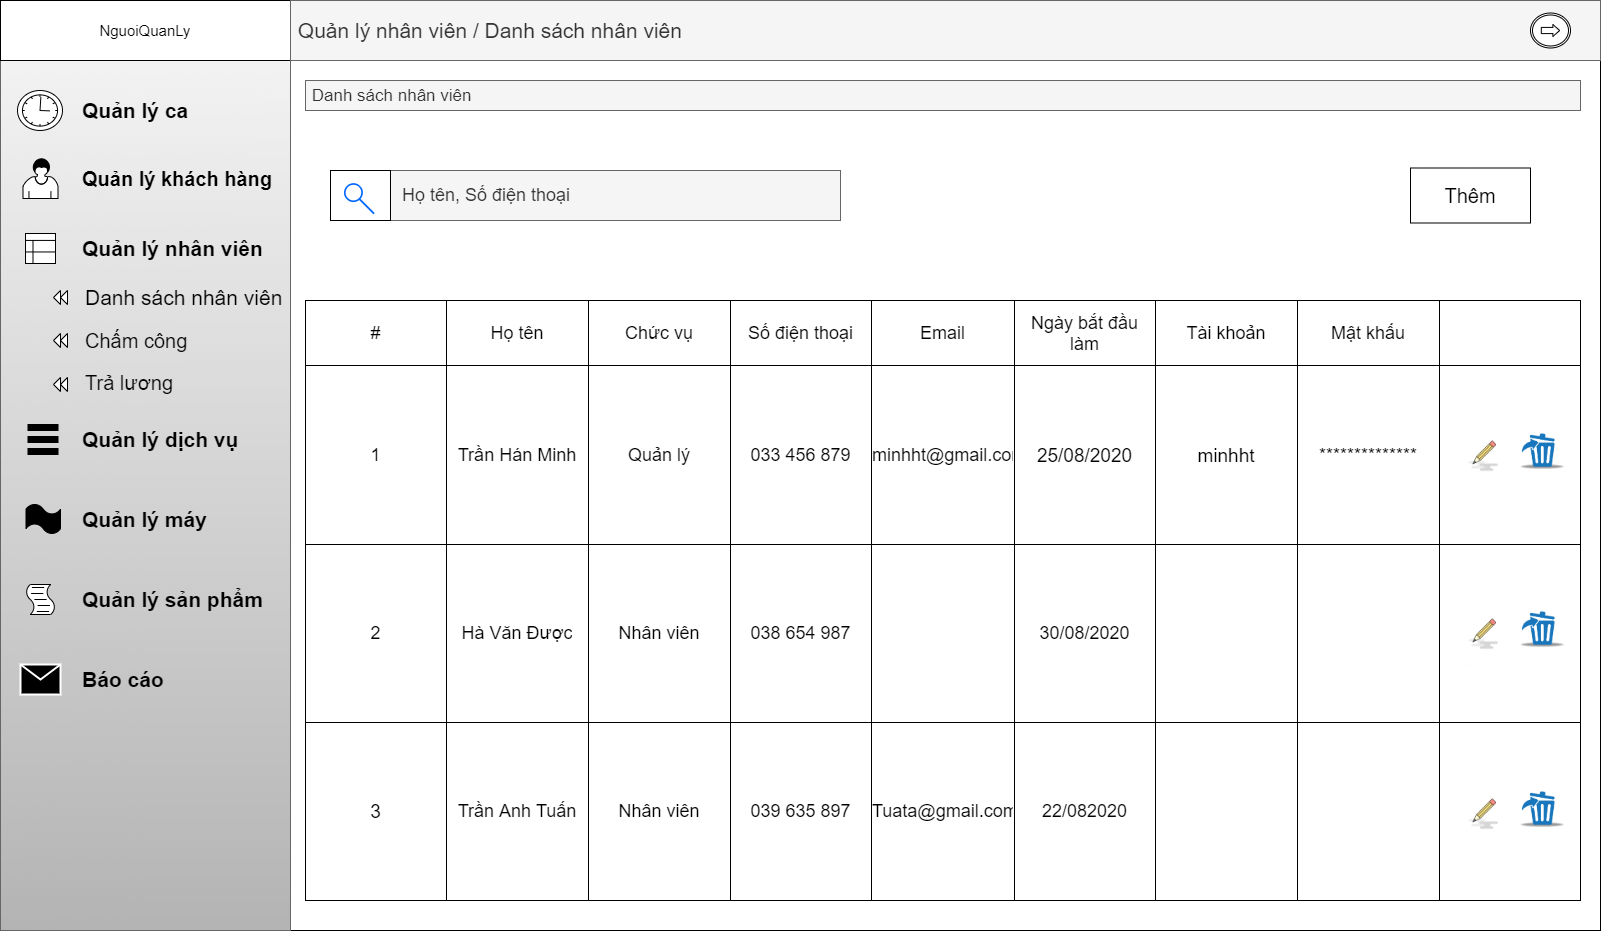 NguoiQuanLy
Quản lý nhân viên / Danh sách nhân viên
Quản lý ca
Quản lý khách hàng
Quản lý nhân viên
Danh sách nhân viên
Chấm công
Trả lương
Quản lý dịch vụ
Quản lý máy
Quản lý sản phẩm
Báo cáo
Danh sách nhân viên
Họ tên, Số điện thoại
Thêm
# Họ tên Chức vụ Số điện thoại Email Ngày bắt đầu làm Tài khoản Mật khẩu
1 Trần Hán Minh Quản lý 033 456 879 minhht@gmail.co 25/08/2020 minhht **************
2 Hà Văn Được Nhân viên 038 654 987 30/08/2020
3 Trần Anh Tuấn Nhân viên 039 635 897 Tuata@gmail.com 22/082020